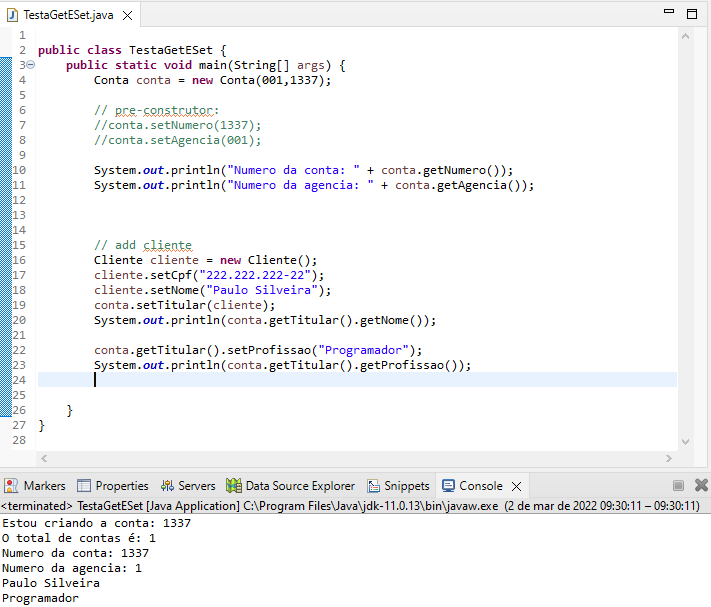 TestaGetESet.java
1
2 public class TestaGetESet {
3 public static void main(String[] args) {
4 Conta conta = new Conta(001,1337);
5
6 // pre-construtor:
7 //conta.setNumero(1337);
8 //conta.setAgencia(001);
9
10 System.out.println("Numero da conta: " + conta.getNumero());
11 System.out.println("Numero da agencia: " + conta.getAgencia());
12
13
14
15 // add cliente
16 Cliente cliente = new Cliente();
17 cliente.setCpf("222.222.222-22");
18 cliente.setNome("Paulo Silveira");
19 conta.setTitular(cliente);
20 System.out.println(conta.getTitular().getNome());
21
22 conta.getTitular().setProfissao("Programador");
23 System.out.println(conta.getTitular().getProfissao());
24
25
26 }
27 }
28
Markers Properties Servers Data Source Explorer Snippets Console
<terminated> TestaGetESet [Java Application] C:\Program Files\Java\jdk-11.0.13\bin\javaw.exe (2 de mar de 2022 09:30:11 – 09:30:11)
Estou criando a conta: 1337
O total de contas é: 1
Numero da conta: 1337
Numero da agencia: 1
Paulo Silveira
Programador